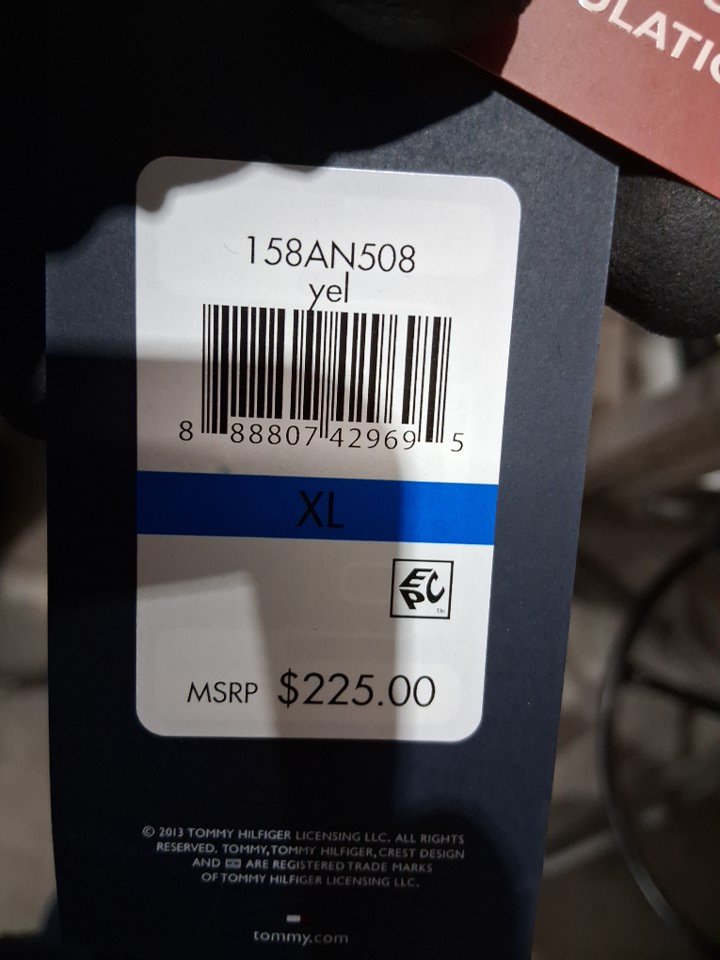 158AN508
yel
8 88807 42969 5
XL
EPC
MSRP $225.00
© 2013 TOMMY HILFIGER LICENSING LLC. ALL RIGHTS
RESERVED. TOMMY, TOMMY HILFIGER, CREST DESIGN
AND ARE REGISTERED TRADE MARKS
OF TOMMY HILFIGER LICENSING LLC.
tommy.com